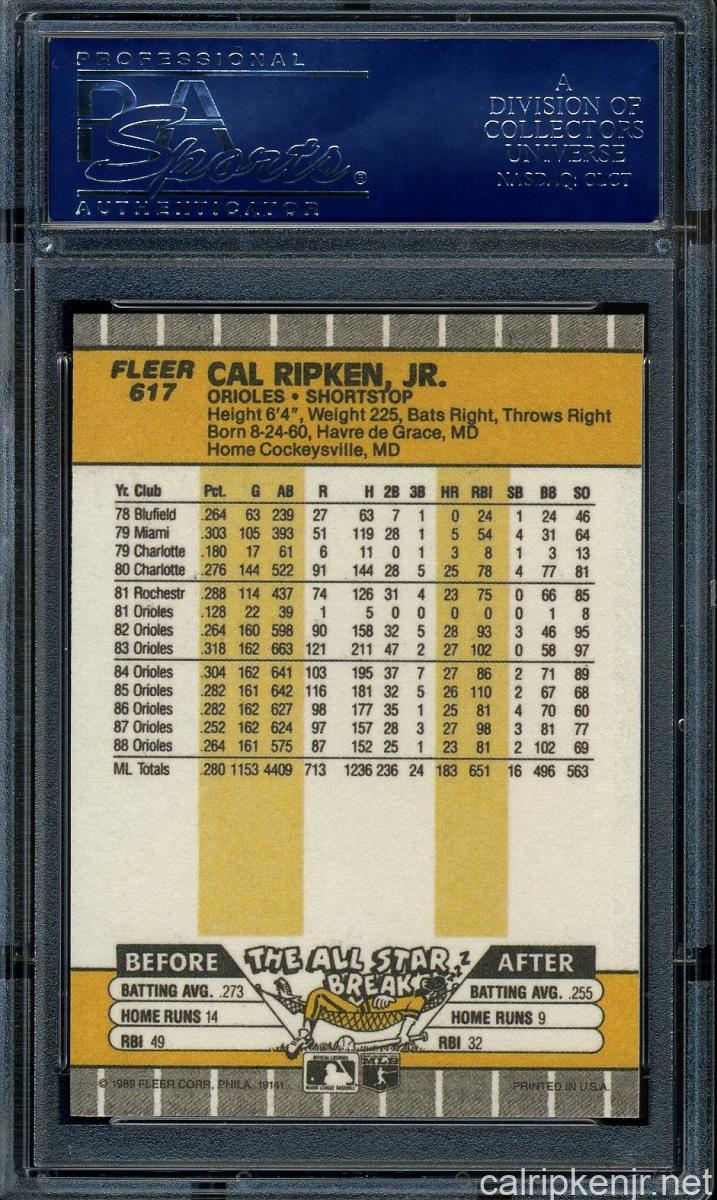 PROFESSIONAL
PSA
Sports®
AUTHENTICATOR
A
DIVISION OF
COLLECTORS
UNIVERSE
NASDAQ: CLCT
FLEER
617
CAL RIPKEN, JR.
ORIOLES • SHORTSTOP
Height 6'4", Weight 225, Bats Right, Throws Right
Born 8-24-60, Havre de Grace, MD
Home Cockeysville, MD
Yr. Club Pct. G AB R H 2B 3B HR RBI SB BB SO
78 Blufield .264 63 239 27 63 7 1 0 24 1 24 46
79 Miami .303 105 393 51 119 28 1 5 54 4 31 64
79 Charlotte .180 17 61 6 11 0 1 3 8 1 3 13
80 Charlotte .276 144 522 91 144 28 5 25 78 4 77 81
81 Rochestr .288 114 437 74 126 31 4 23 75 0 66 85
81 Orioles .128 22 39 1 5 0 0 0 0 0 1 8
82 Orioles .264 160 598 90 158 32 5 28 93 3 46 95
83 Orioles .318 162 663 121 211 47 2 27 102 0 58 97
84 Orioles .304 162 641 103 195 37 7 27 86 2 71 89
85 Orioles .282 161 642 116 181 32 5 26 110 2 67 68
86 Orioles .282 162 627 98 177 35 1 25 81 4 70 60
87 Orioles .252 162 624 97 157 28 3 27 98 3 81 77
88 Orioles .264 161 575 87 152 25 1 23 81 2 102 69
ML Totals .280 1153 4409 713 1236 236 24 183 651 16 496 563
BEFORE THE ALL STAR BREAK zzzz AFTER
BATTING AVG. .273 BATTING AVG. .255
HOME RUNS 14 HOME RUNS 9
RBI 49 RBI 32
MLB
© 1989 FLEER CORP., PHILA. 19141 PRINTED IN U.S.A.
calripkenjr.net